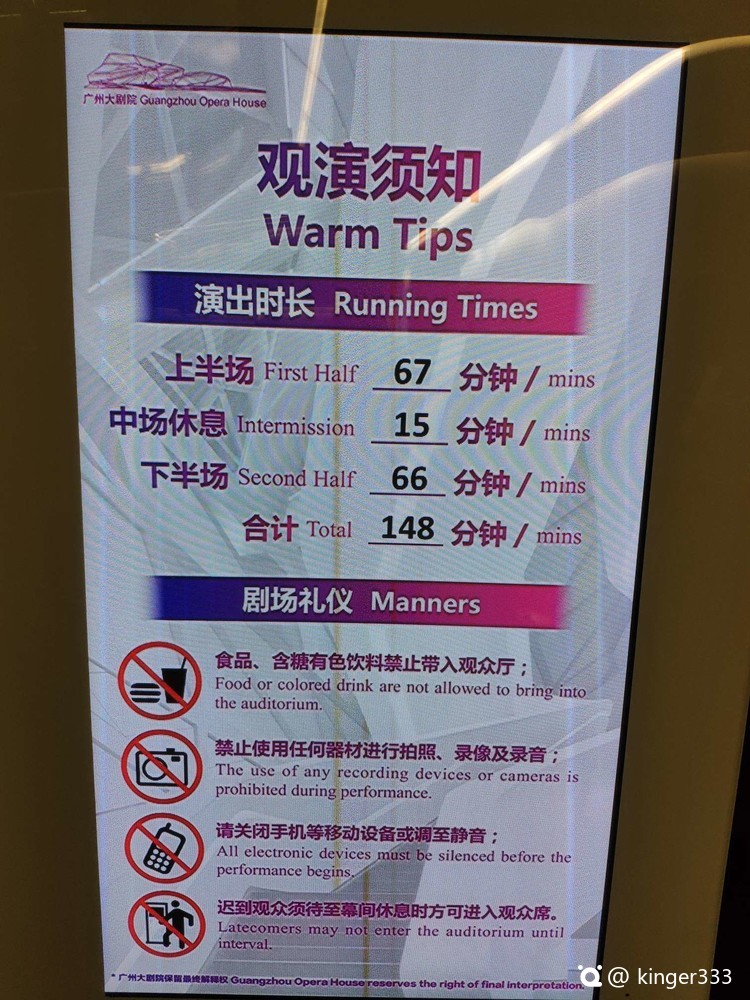 广州大剧院 Guangzhou Opera House
观演须知
Warm Tips
演出时长 Running Times
上半场 First Half 67 分钟 / mins
中场休息 Intermission 15 分钟 / mins
下半场 Second Half 66 分钟 / mins
合计 Total 148 分钟 / mins
剧场礼仪 Manners
食品、含糖有色饮料禁止带入观众厅；
Food or colored drink are not allowed to bring into
the auditorium.
禁止使用任何器材进行拍照、录像及录音；
The use of any recording devices or cameras is
prohibited during performance.
请关闭手机等移动设备或调至静音；
All electronic devices must be silenced before the
performance begins.
迟到观众须待至幕间休息时方可进入观众席。
Latecomers may not enter the auditorium until
interval.
* 广州大剧院保留最终解释权 Guangzhou Opera House reserves the right of final interpretation.
@ kinger333